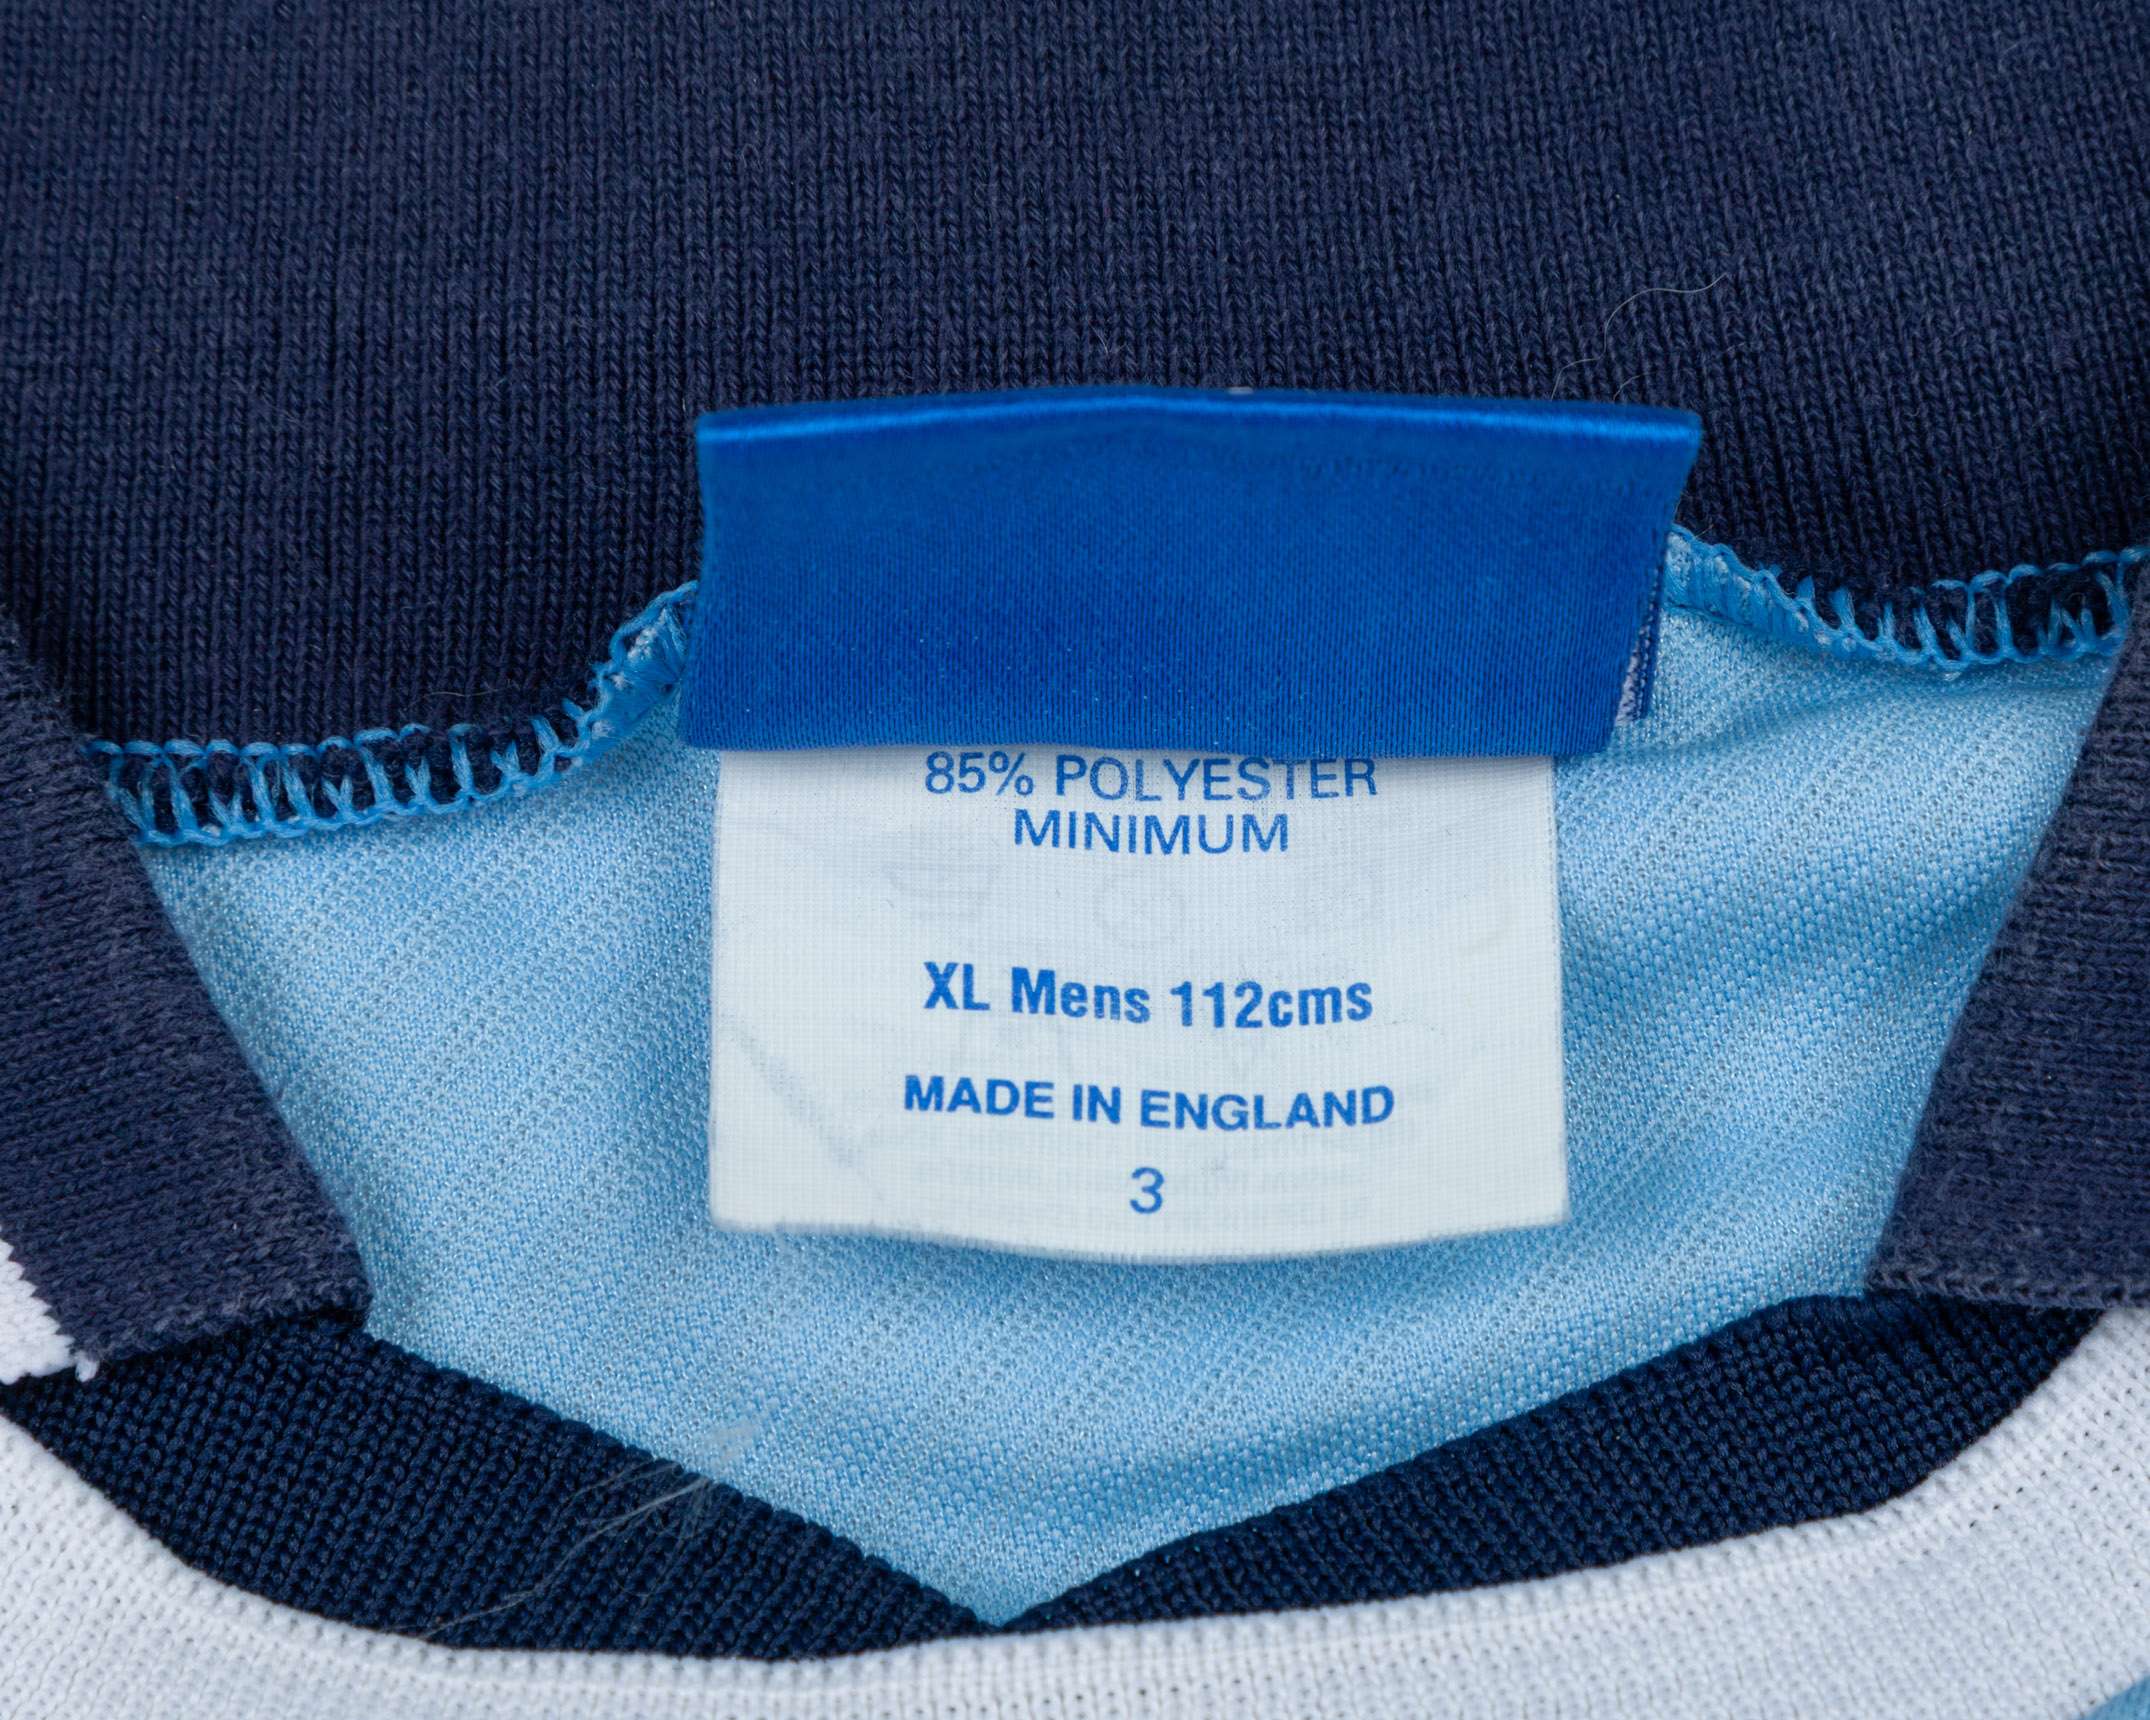 85% POLYESTER
MINIMUM
XL Mens 112cms
MADE IN ENGLAND
3